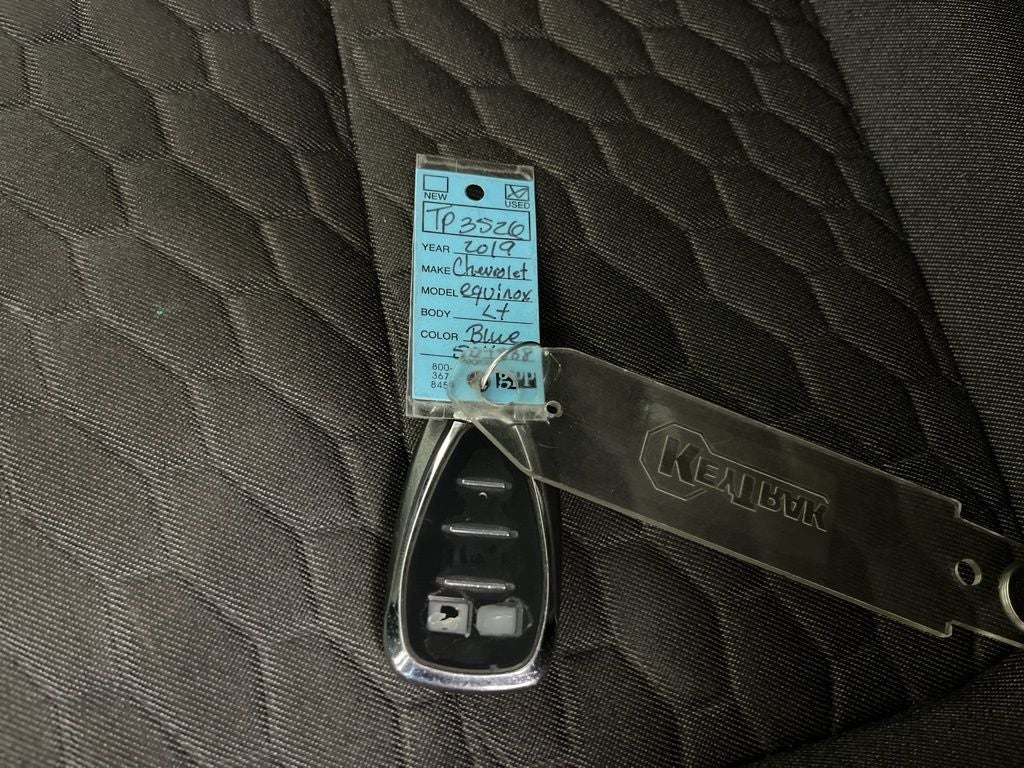 NEW USED
TP 3526
YEAR 2019
MAKE Chevrolet
MODEL equinox
BODY Lt
COLOR Blue
800-
367-
845
KEYTRAK